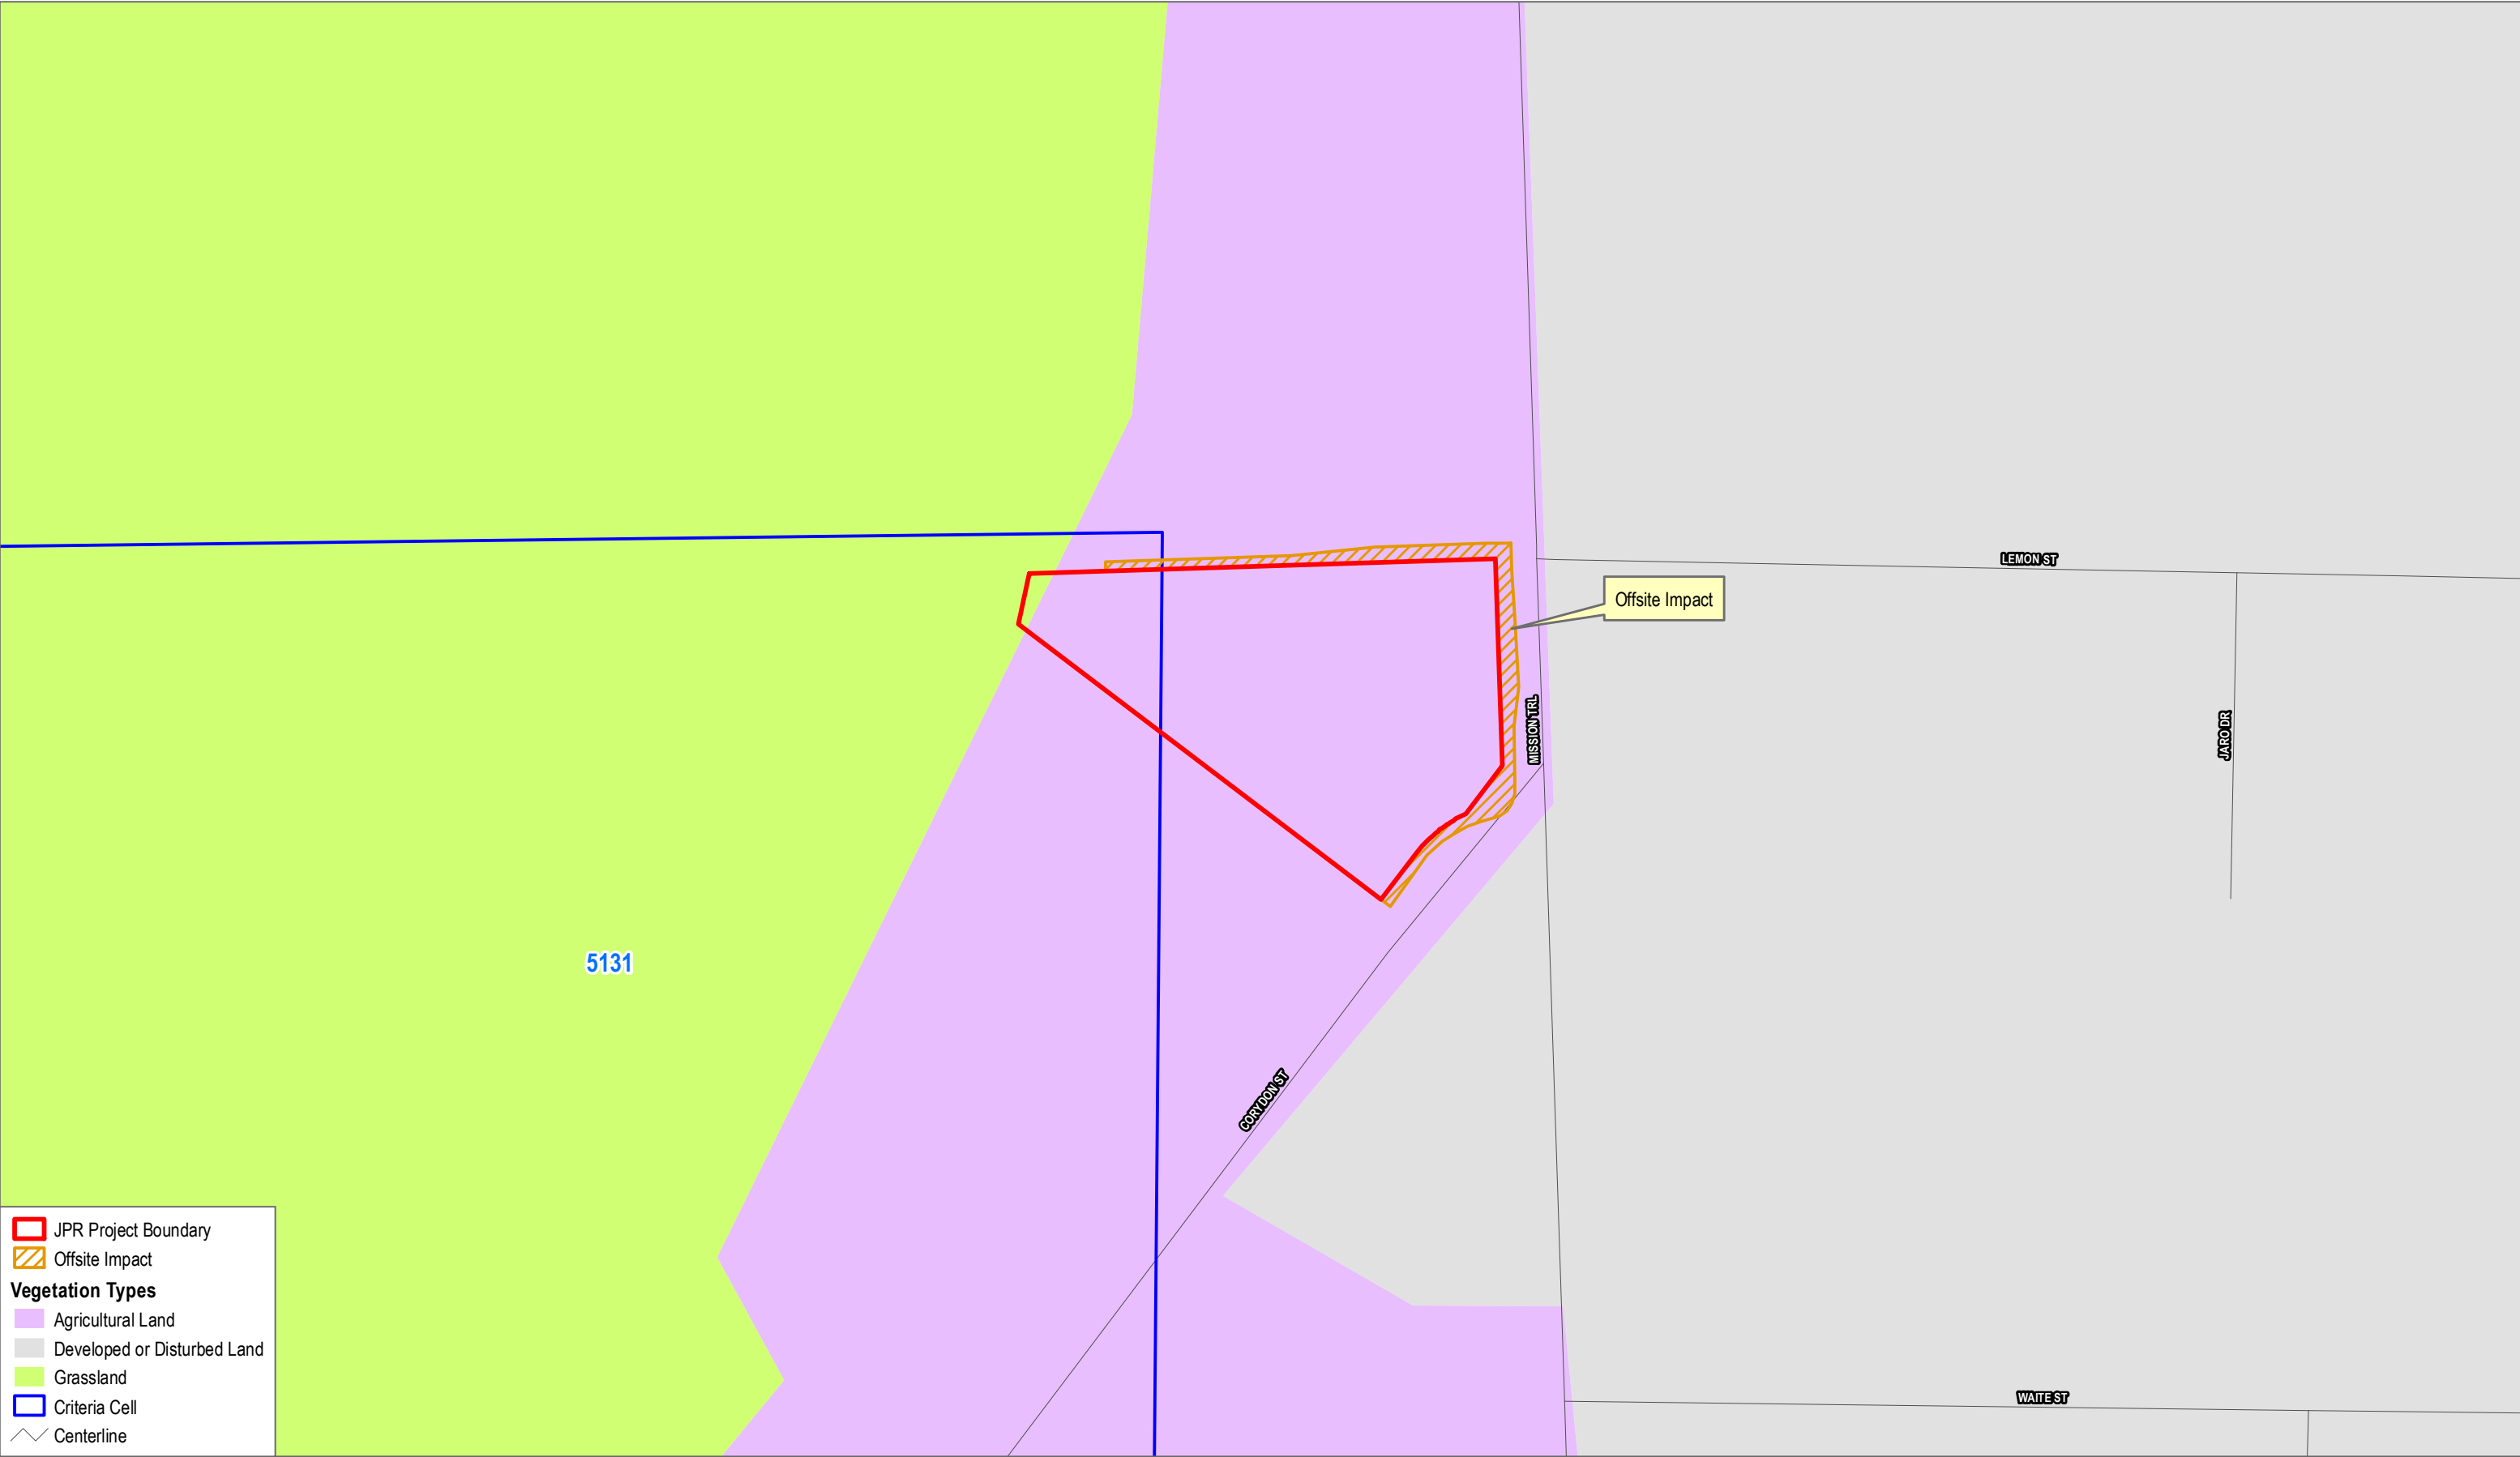 LEMON ST
Offsite Impact
MISSION TRL
JARO DR
5131
CORYDON ST
WAITE ST
JPR Project Boundary
Offsite Impact
Vegetation Types
Agricultural Land
Developed or Disturbed Land
Grassland
Criteria Cell
Centerline